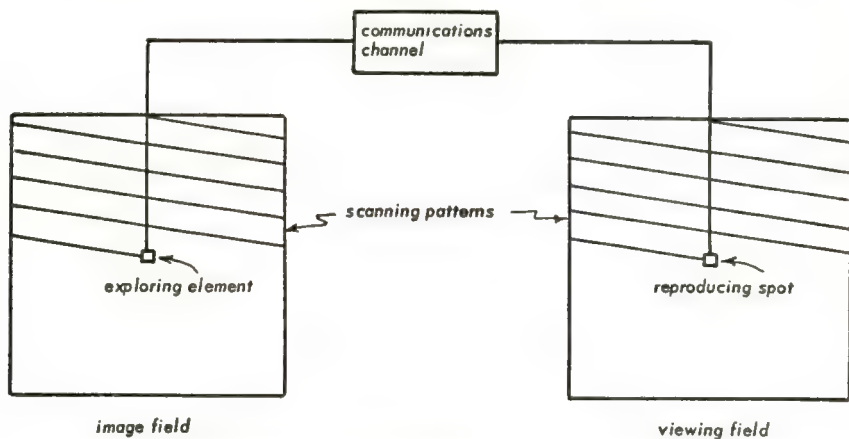 communications
channel
scanning patterns
exploring element
reproducing spot
image field
viewing field